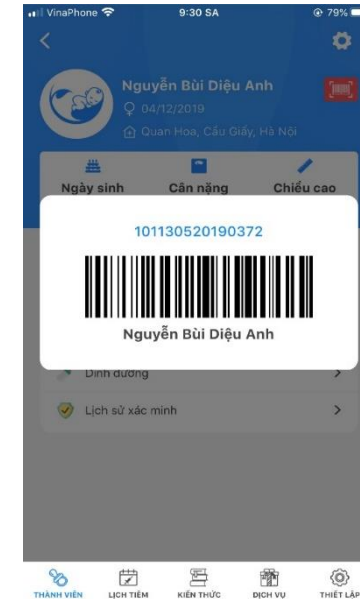 VinaPhone 9:30 SA 79%
Nguyễn Bùi Diệu Anh
04/12/2019
Quan Hoa, Cầu Giấy, Hà Nội
Ngày sinh Cân nặng Chiều cao
101130520190372
Nguyễn Bùi Diệu Anh
Dinh dưỡng
Lịch sử xác minh
THÀNH VIÊN LỊCH TIÊM KIẾN THỨC DỊCH VỤ THIẾT LẬP